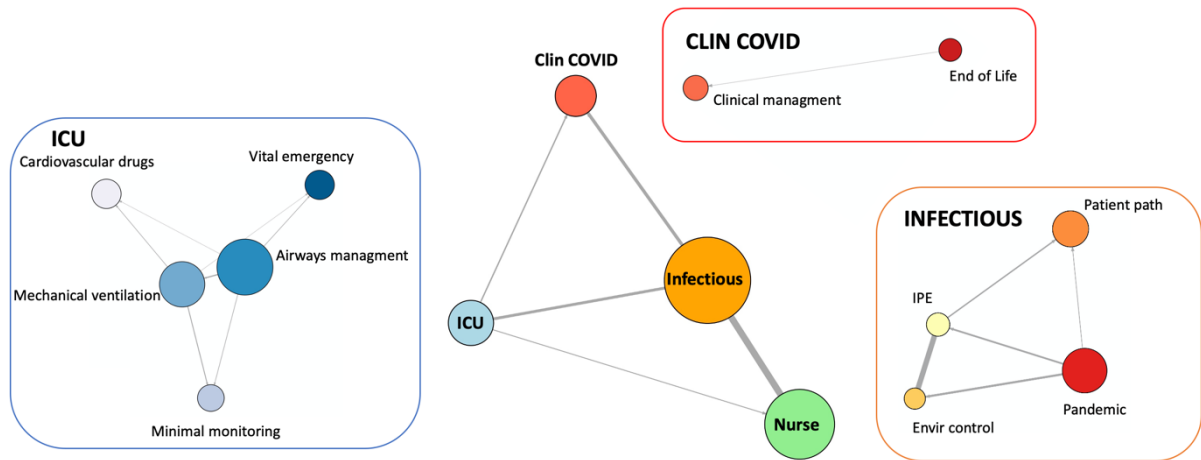 ICU
Cardiovascular drugs
Vital emergency
Airways managment
Mechanical ventilation
Minimal monitoring
Clin COVID
Infectious
ICU
Nurse
CLIN COVID
End of Life
Clinical managment
INFECTIOUS
Patient path
IPE
Pandemic
Envir control